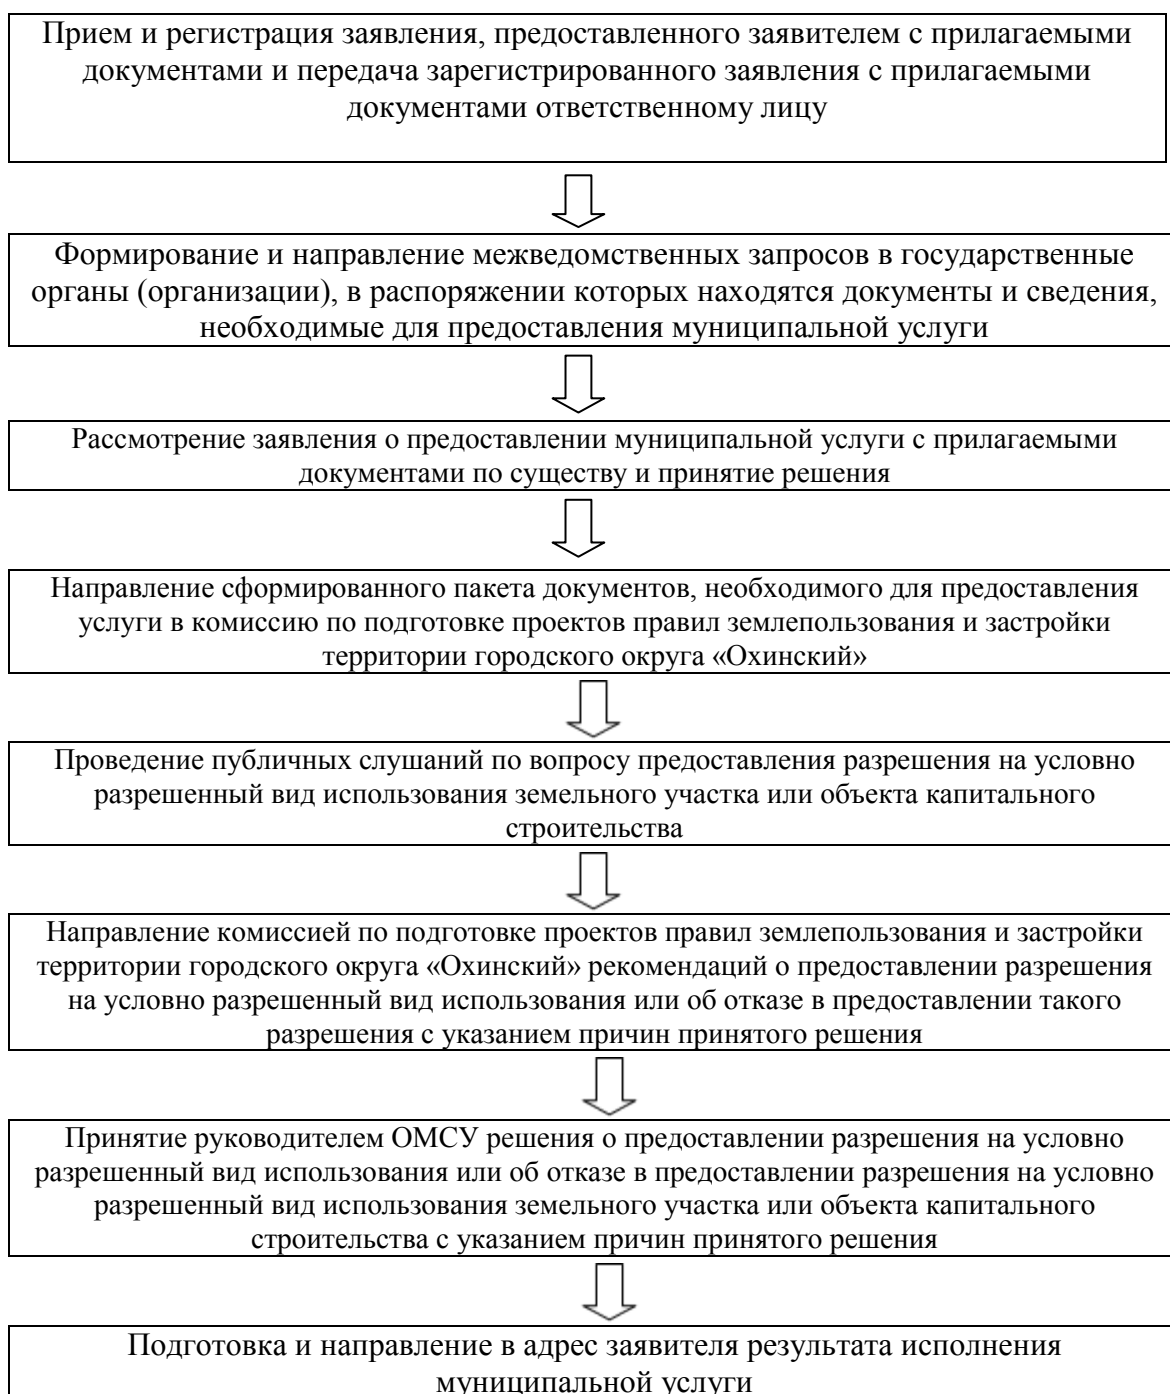 Прием и регистрация заявления, предоставленного заявителем с прилагаемыми
документами и передача зарегистрированного заявления с прилагаемыми
документами ответственному лицу
Формирование и направление межведомственных запросов в государственные
органы (организации), в распоряжении которых находятся документы и сведения,
необходимые для предоставления муниципальной услуги
Рассмотрение заявления о предоставлении муниципальной услуги с прилагаемыми
документами по существу и принятие решения
Направление сформированного пакета документов, необходимого для предоставления
услуги в комиссию по подготовке проектов правил землепользования и застройки
территории городского округа «Охинский»
Проведение публичных слушаний по вопросу предоставления разрешения на условно
разрешенный вид использования земельного участка или объекта капитального
строительства
Направление комиссией по подготовке проектов правил землепользования и застройки
территории городского округа «Охинский» рекомендаций о предоставлении разрешения
на условно разрешенный вид использования или об отказе в предоставлении такого
разрешения с указанием причин принятого решения
Принятие руководителем ОМСУ решения о предоставлении разрешения на условно
разрешенный вид использования или об отказе в предоставлении разрешения на условно
разрешенный вид использования земельного участка или объекта капитального
строительства с указанием причин принятого решения
Подготовка и направление в адрес заявителя результата исполнения
муниципальной услуги